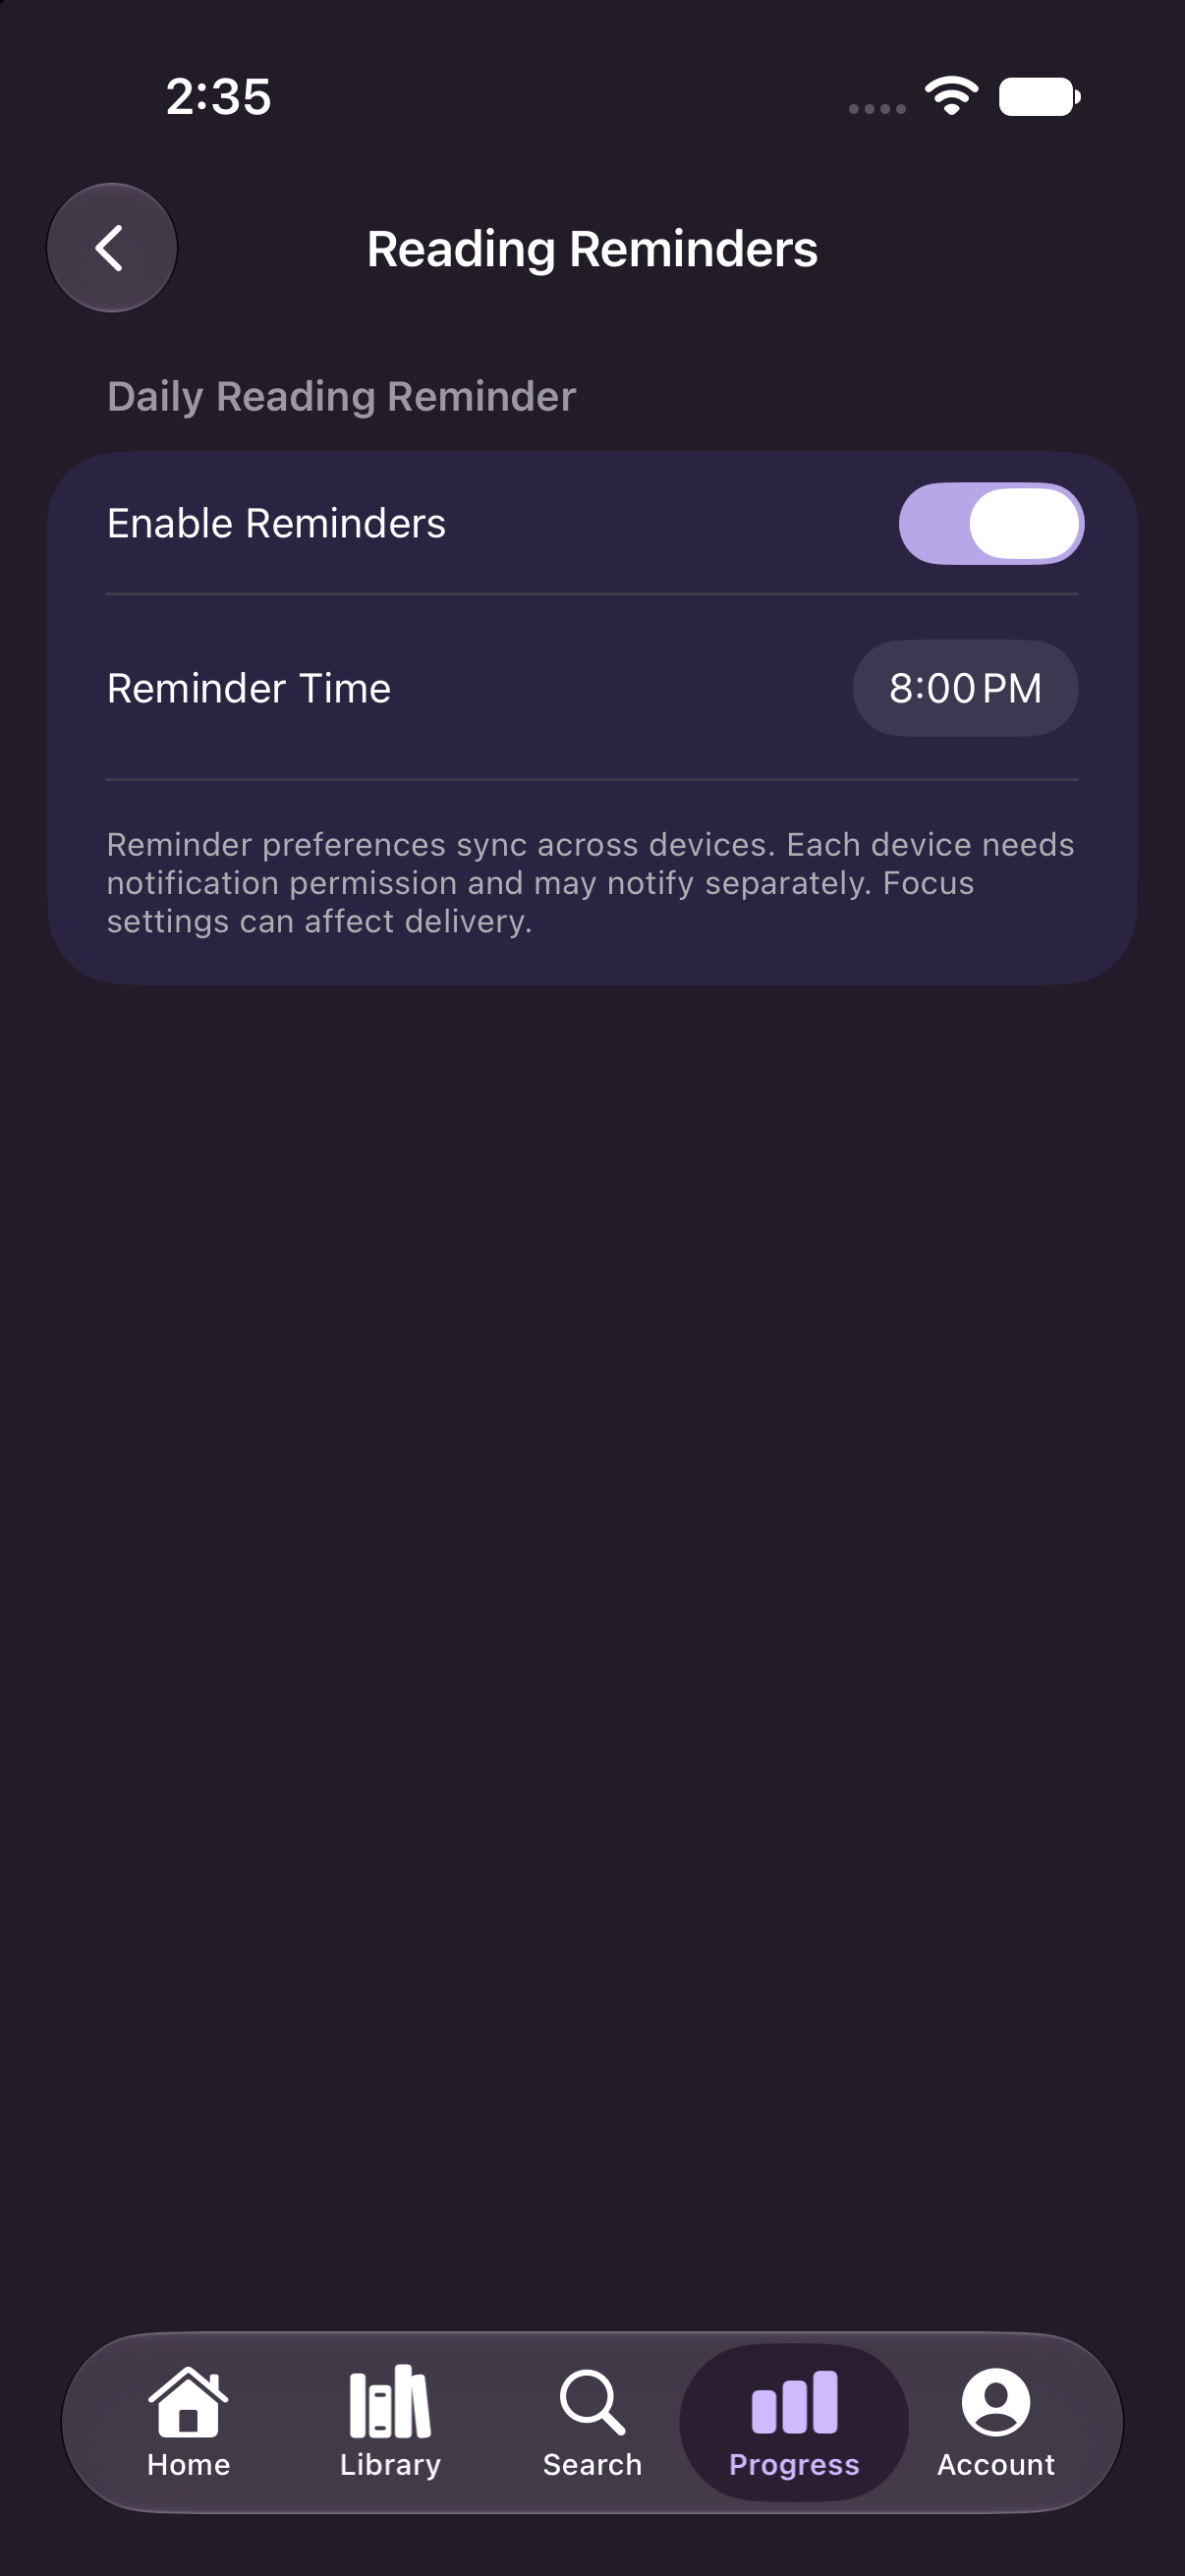 2:35
Reading Reminders
Daily Reading Reminder
Enable Reminders
Reminder Time
8:00 PM
Reminder preferences sync across devices. Each device needs
notification permission and may notify separately. Focus
settings can affect delivery.
Home
Library
Search
Progress
Account